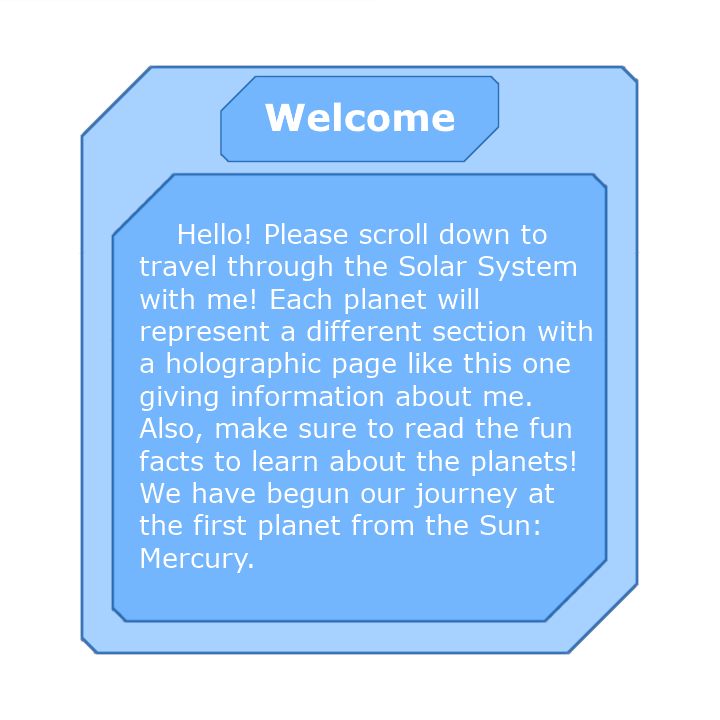 Welcome
Hello! Please scroll down to
travel through the Solar System
with me! Each planet will
represent a different section with
a holographic page like this one
giving information about me.
Also, make sure to read the fun
facts to learn about the planets!
We have begun our journey at
the first planet from the Sun:
Mercury.